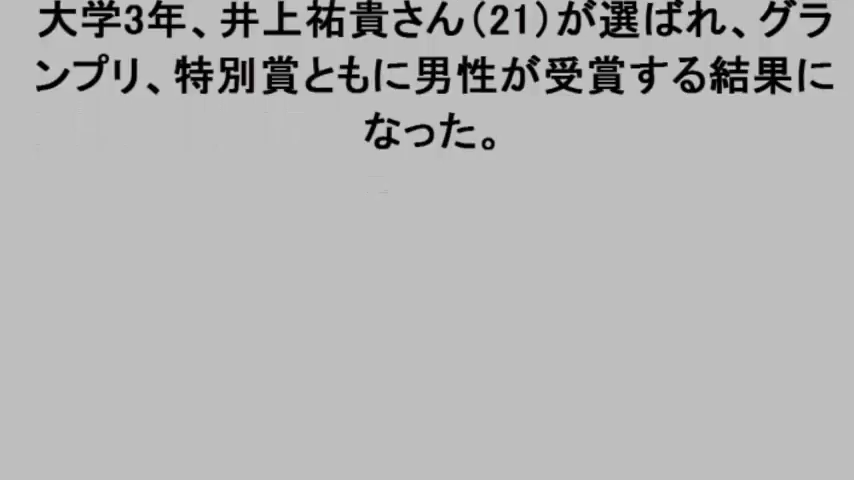 大学3年、井上祐貴さん（21）が選ばれ、グラ
ンプリ、特別賞ともに男性が受賞する結果に
なった。